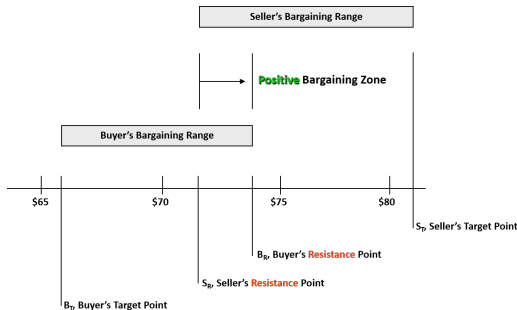 Seller's Bargaining Range
Positive Bargaining Zone
Buyer's Bargaining Range
$65 $70 $75 $80
S_T, Seller's Target Point
B_R, Buyer's Resistance Point
S_R, Seller's Resistance Point
B_T, Buyer's Target Point